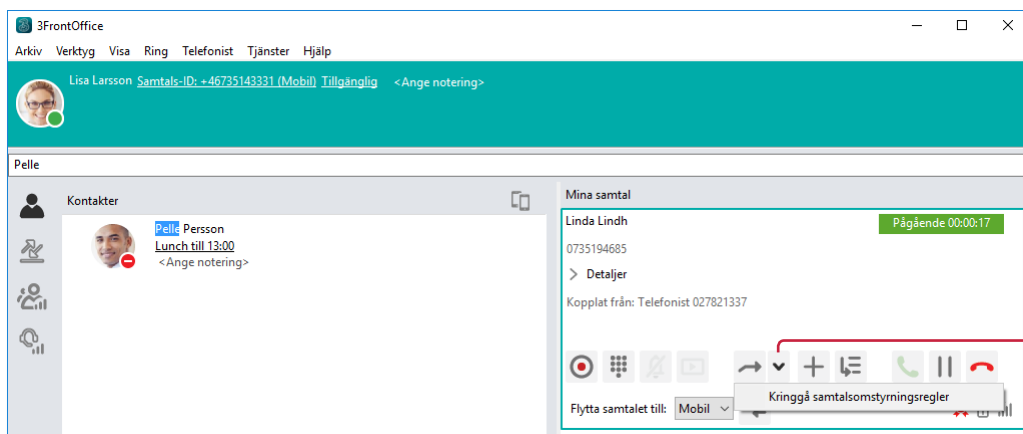 3FrontOffice
Arkiv Verktyg Visa Ring Telefonist Tjänster Hjälp
Lisa Larsson Samtals-ID: +46735143331 (Mobil) Tillgänglig <Ange notering>
Pelle
Kontakter
Pelle Persson
Lunch till 13:00
<Ange notering>
Mina samtal
Linda Lindh
Pågående 00:00:17
0735194685
Detaljer
Kopplat från: Telefonist 027821337
Kringgå samtalsomstyrningsregler
Flytta samtalet till: Mobil